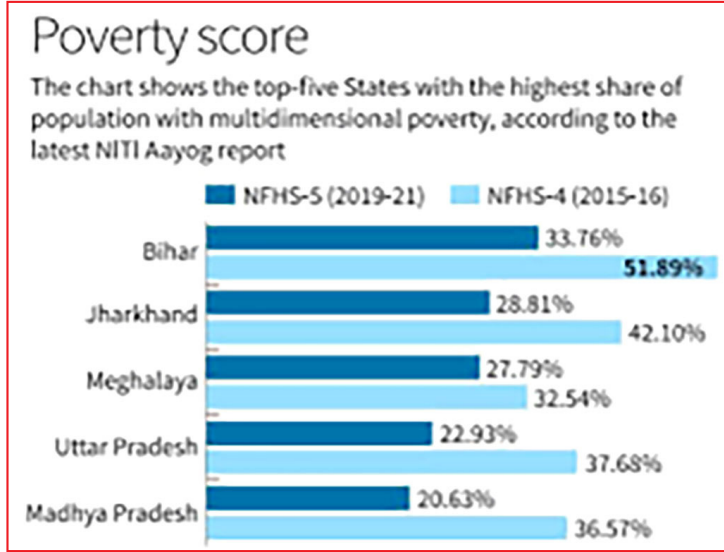 Poverty score
The chart shows the top-five States with the highest share of
population with multidimensional poverty, according to the
latest NITI Aayog report
NFHS-5 (2019-21) NFHS-4 (2015-16)
Bihar 33.76%
51.89%
Jharkhand 28.81%
42.10%
Meghalaya 27.79%
32.54%
Uttar Pradesh 22.93%
37.68%
Madhya Pradesh 20.63%
36.57%